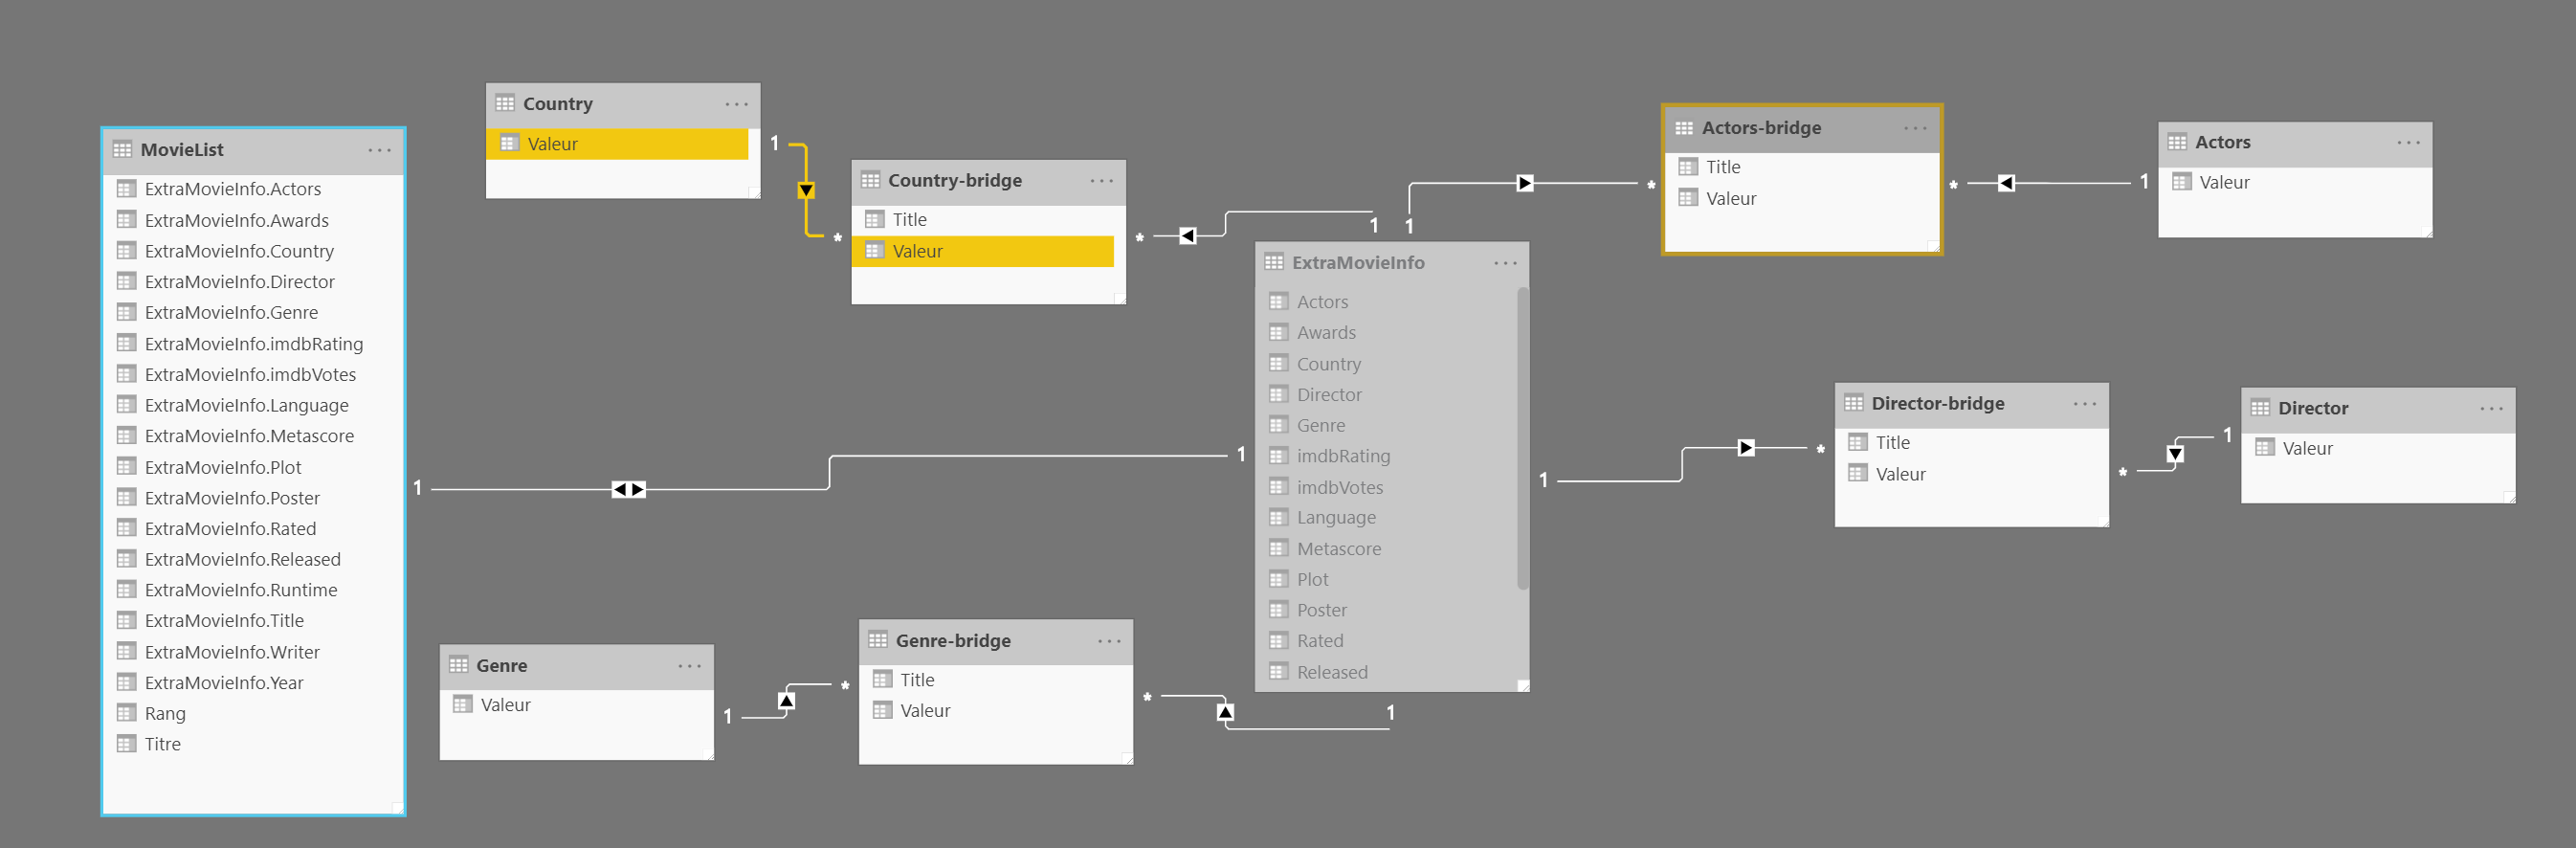 MovieList
ExtraMovieInfo.Actors
ExtraMovieInfo.Awards
ExtraMovieInfo.Country
ExtraMovieInfo.Director
ExtraMovieInfo.Genre
ExtraMovieInfo.imdbRating
ExtraMovieInfo.imdbVotes
ExtraMovieInfo.Language
ExtraMovieInfo.Metascore
ExtraMovieInfo.Plot
ExtraMovieInfo.Poster
ExtraMovieInfo.Rated
ExtraMovieInfo.Released
ExtraMovieInfo.Runtime
ExtraMovieInfo.Title
ExtraMovieInfo.Writer
ExtraMovieInfo.Year
Rang
Titre
1
Country
Valeur
1
*
Country-bridge
Title
Valeur
*
1
1
Genre
Valeur
1
*
Genre-bridge
Title
Valeur
*
1
1
ExtraMovieInfo
Actors
Awards
Country
Director
Genre
imdbRating
imdbVotes
Language
Metascore
Plot
Poster
Rated
Released
1
*
Actors-bridge
Title
Valeur
*
1
Actors
Valeur
*
Director-bridge
Title
Valeur
*
1
Director
Valeur